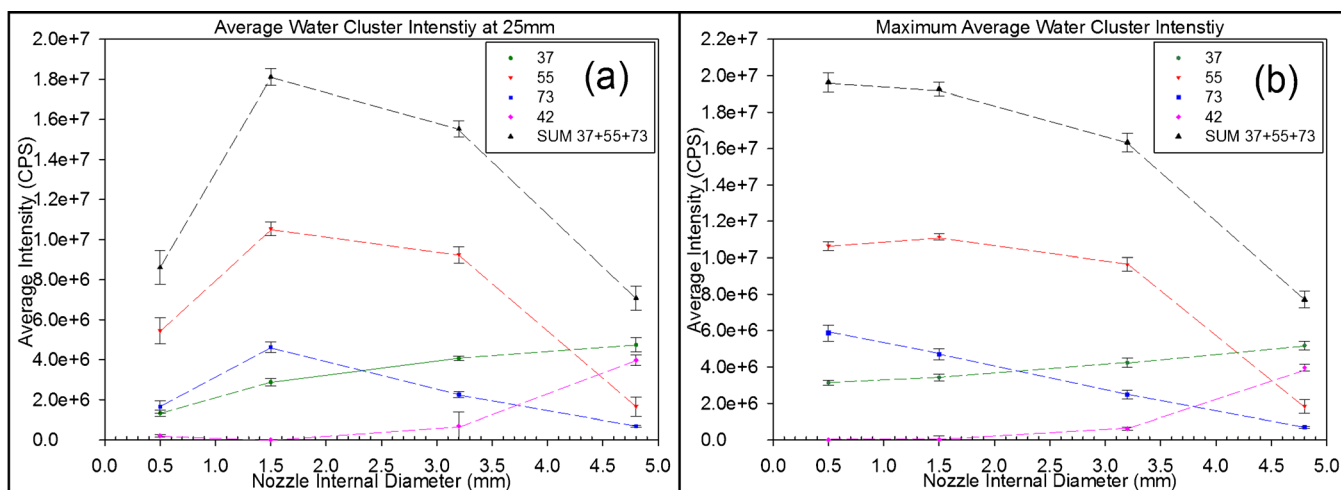 Average Water Cluster Intenstiy at 25mm
(a)
37
55
73
42
SUM 37+55+73
Average Intensity (CPS)
2.0e+7
1.8e+7
1.6e+7
1.4e+7
1.2e+7
1.0e+7
8.0e+6
6.0e+6
4.0e+6
2.0e+6
0.0
0.0 0.5 1.0 1.5 2.0 2.5 3.0 3.5 4.0 4.5 5.0
Nozzle Internal Diameter (mm)
Maximum Average Water Cluster Intenstiy
(b)
37
55
73
42
SUM 37+55+73
Average Intensity (CPS)
2.2e+7
2.0e+7
1.8e+7
1.6e+7
1.4e+7
1.2e+7
1.0e+7
8.0e+6
6.0e+6
4.0e+6
2.0e+6
0.0
0.0 0.5 1.0 1.5 2.0 2.5 3.0 3.5 4.0 4.5 5.0
Nozzle Internal Diameter (mm)